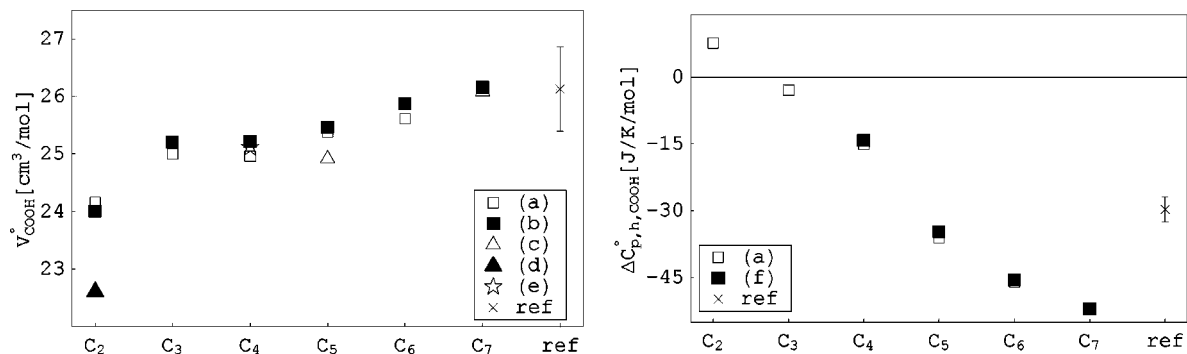 27
26
25
24
23
V°COOH[cm³/mol]
(a)
(b)
(c)
(d)
(e)
ref
C₂ C₃ C₄ C₅ C₆ C₇ ref
0
-15
-30
-45
ΔC°p,h,COOH[J/K/mol]
(a)
(f)
ref
C₂ C₃ C₄ C₅ C₆ C₇ ref